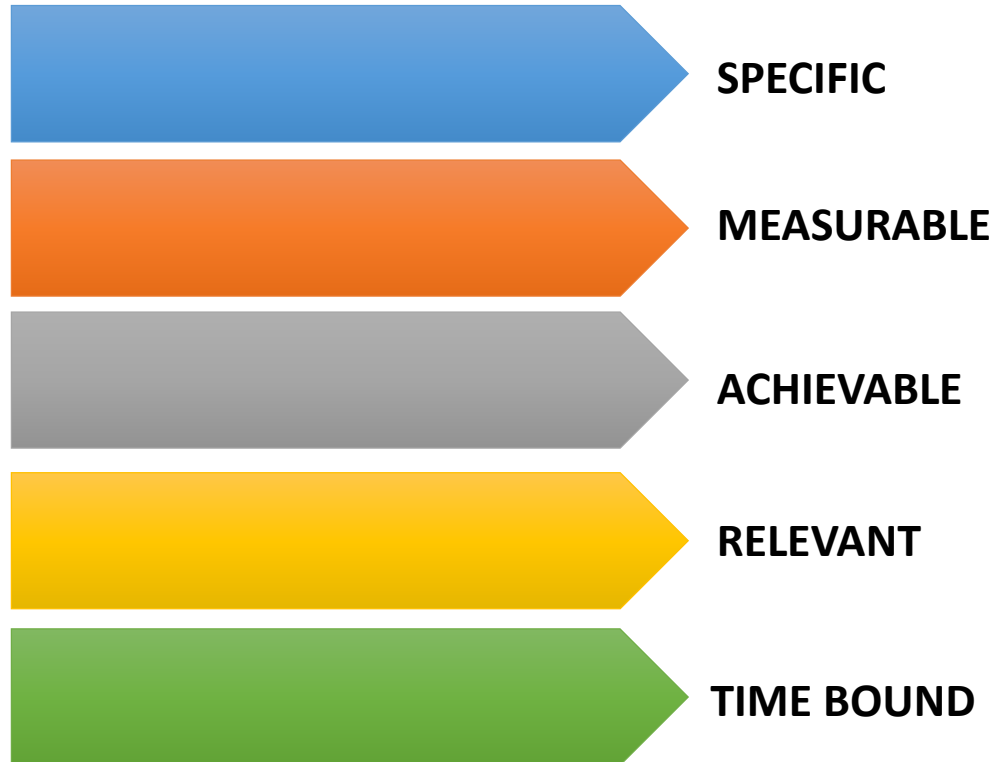 SPECIFIC
MEASURABLE
ACHIEVABLE
RELEVANT
TIME BOUND